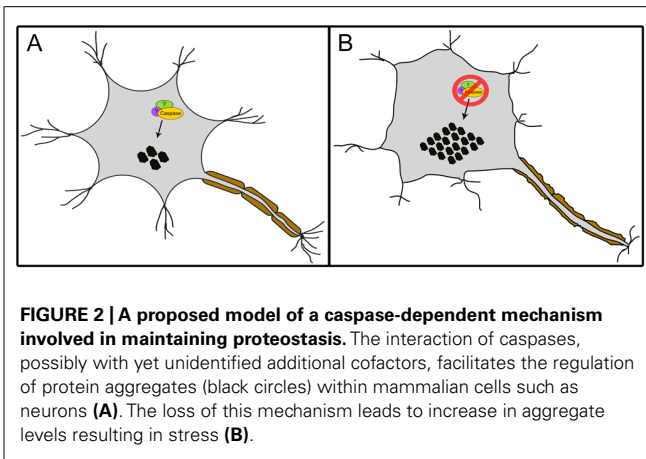 A
B
?
?
Caspase
?
Caspase
FIGURE 2 | A proposed model of a caspase-dependent mechanism
involved in maintaining proteostasis. The interaction of caspases,
possibly with yet unidentified additional cofactors, facilitates the regulation
of protein aggregates (black circles) within mammalian cells such as
neurons (A). The loss of this mechanism leads to increase in aggregate
levels resulting in stress (B).